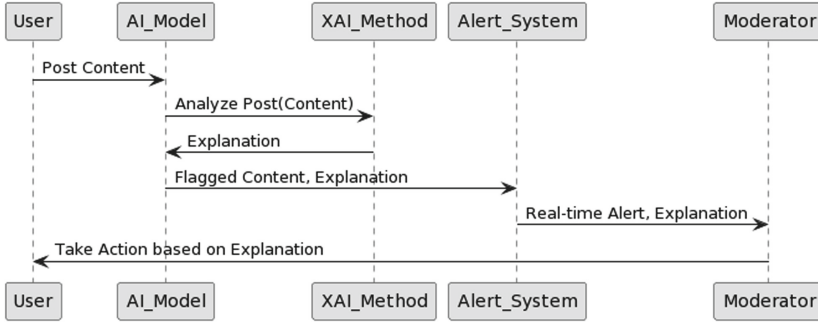 User AI_Model XAI_Method Alert_System Moderator
Post Content
Analyze Post(Content)
Explanation
Flagged Content, Explanation
Real-time Alert, Explanation
Take Action based on Explanation
User AI_Model XAI_Method Alert_System Moderator